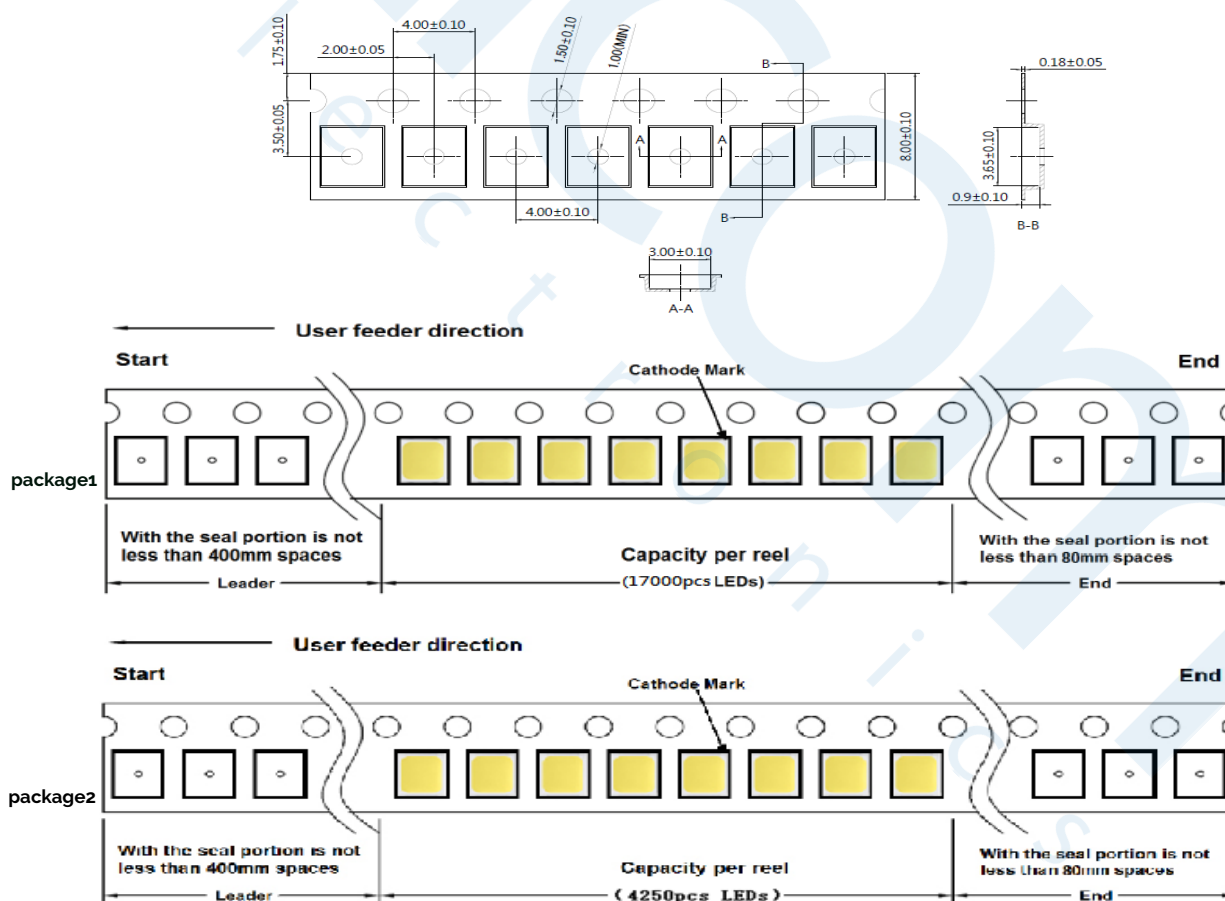 1.75±0.10
4.00±0.10
2.00±0.05
1.50±0.10
1.00(MIN)
B
0.18±0.05
3.50±0.05
A
A
8.00±0.10
3.65±0.10
4.00±0.10
B
0.9±0.10
B-B
3.00±0.10
A-A
User feeder direction
Start
End
Cathode Mark
package1
With the seal portion is not
less than 400mm spaces
Capacity per reel
With the seal portion is not
less than 80mm spaces
Leader
(17000pcs LEDs)
End
User feeder direction
Start
End
Cathode Mark
package2
With the seal portion is not
less than 400mm spaces
Capacity per reel
With the seal portion is not
less than 80mm spaces
Leader
(4250pcs LEDs)
End